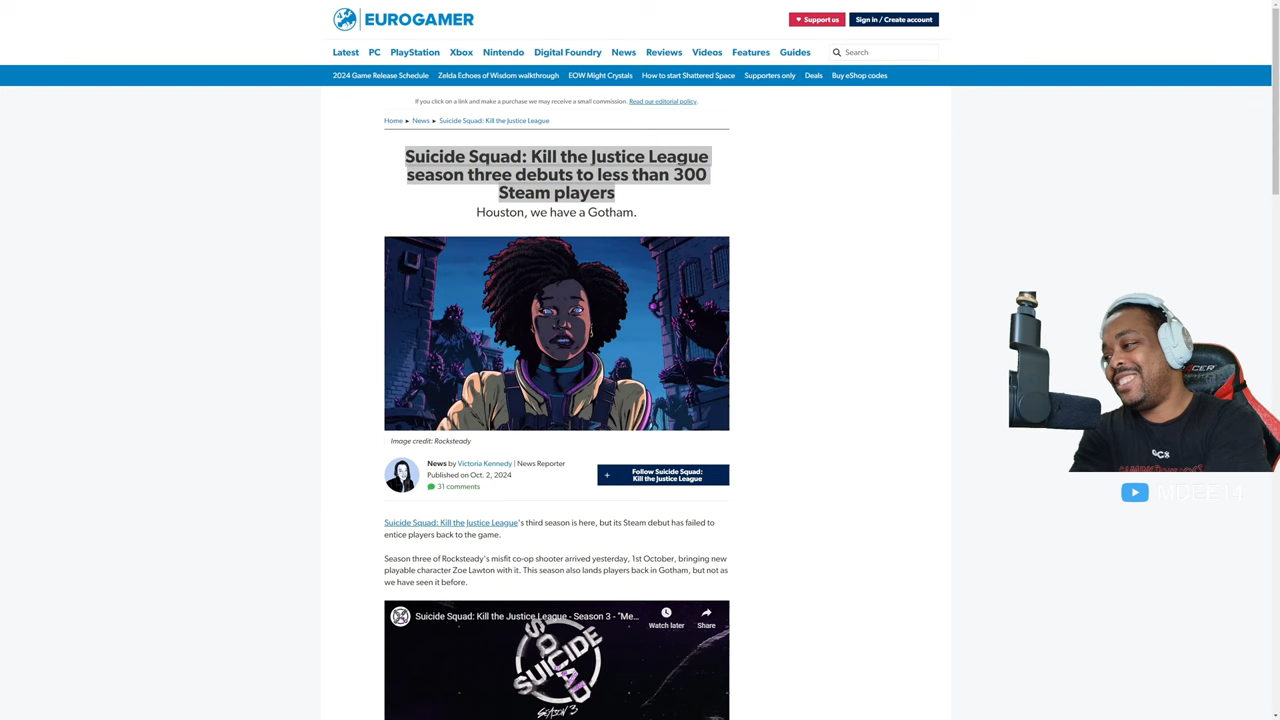 EUROGAMER
Support us
Sign in / Create account
Latest PC PlayStation Xbox Nintendo Digital Foundry News Reviews Videos Features Guides
Search
2024 Game Release Schedule Zelda Echoes of Wisdom walkthrough EOW Might Crystals How to start Shattered Space Supporters only Deals Buy eShop codes
If you click on a link and make a purchase we may receive a small commission. Read our editorial policy.
Home ▸ News ▸ Suicide Squad: Kill the Justice League
Suicide Squad: Kill the Justice League
season three debuts to less than 300
Steam players
Houston, we have a Gotham.
Image credit: Rocksteady
News by Victoria Kennedy | News Reporter
Published on Oct. 2, 2024
31 comments
+ Follow Suicide Squad:
Kill the Justice League
Suicide Squad: Kill the Justice League's third season is here, but its Steam debut has failed to
entice players back to the game.
Season three of Rocksteady's misfit co-op shooter arrived yesterday, 1st October, bringing new
playable character Zoe Lawton with it. This season also lands players back in Gotham, but not as
we have seen it before.
Suicide Squad: Kill the Justice League - Season 3 - "Me...
Watch later
Share
SUICIDE
SQUAD
SEASON 3
MDEE14